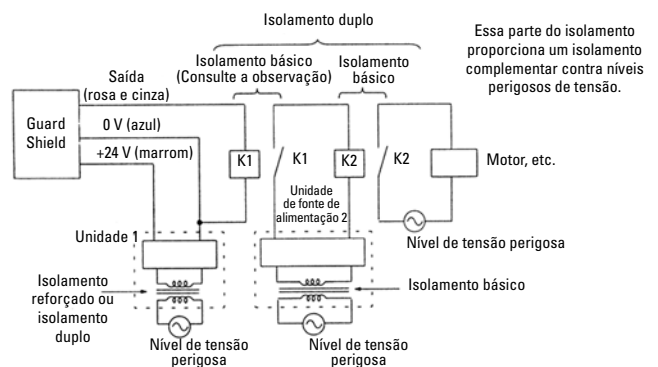 Isolamento duplo
Essa parte do isolamento
proporciona um isolamento
complementar contra níveis
perigosos de tensão.
Isolamento básico
(Consulte a observação)
Isolamento
básico
Saída
(rosa e cinza)
Guard
Shield
0 V (azul)
+24 V (marrom)
K1
K1
K2
K2
Motor, etc.
Unidade
de fonte de
alimentação 2
Nível de tensão perigosa
Unidade 1
Isolamento
reforçado ou
isolamento
duplo
Isolamento básico
Nível de tensão
perigosa
Nível de tensão
perigosa